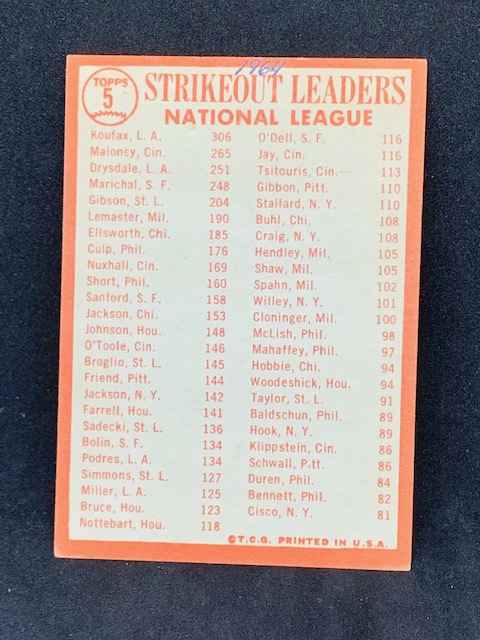 1964
TOPPS
5
STRIKEOUT LEADERS
NATIONAL LEAGUE
Koufax, L. A. 306
Maloney, Cin. 265
Drysdale, L. A. 251
Marichal, S. F. 248
Gibson, St. L. 204
Lemaster, Mil. 190
Ellsworth, Chi. 185
Culp, Phil. 176
Nuxhall, Cin. 169
Short, Phil. 160
Sanford, S. F. 158
Jackson, Chi. 153
Johnson, Hou. 148
O'Toole, Cin. 146
Broglio, St. L. 145
Friend, Pitt. 144
Jackson, N. Y. 142
Farrell, Hou. 141
Sadecki, St. L. 136
Bolin, S. F. 134
Podres, L. A. 134
Simmons, St. L. 127
Miller, L. A. 125
Bruce, Hou. 123
Nottebart, Hou. 118
O'Dell, S. F. 116
Jay, Cin. 116
Tsitouris, Cin. 113
Gibbon, Pitt. 110
Stallard, N. Y. 110
Buhl, Chi. 108
Craig, N. Y. 108
Hendley, Mil. 105
Shaw, Mil. 105
Spahn, Mil. 102
Willey, N. Y. 101
Cloninger, Mil. 100
McLish, Phil. 98
Mahaffey, Phil. 97
Hobbie, Chi. 94
Woodeshick, Hou. 94
Taylor, St. L. 91
Baldschun, Phil. 89
Hook, N. Y. 89
Klippstein, Cin. 86
Schwall, Pitt. 86
Duren, Phil. 84
Bennett, Phil. 82
Cisco, N. Y. 81
©T.C.G. PRINTED IN U.S.A.